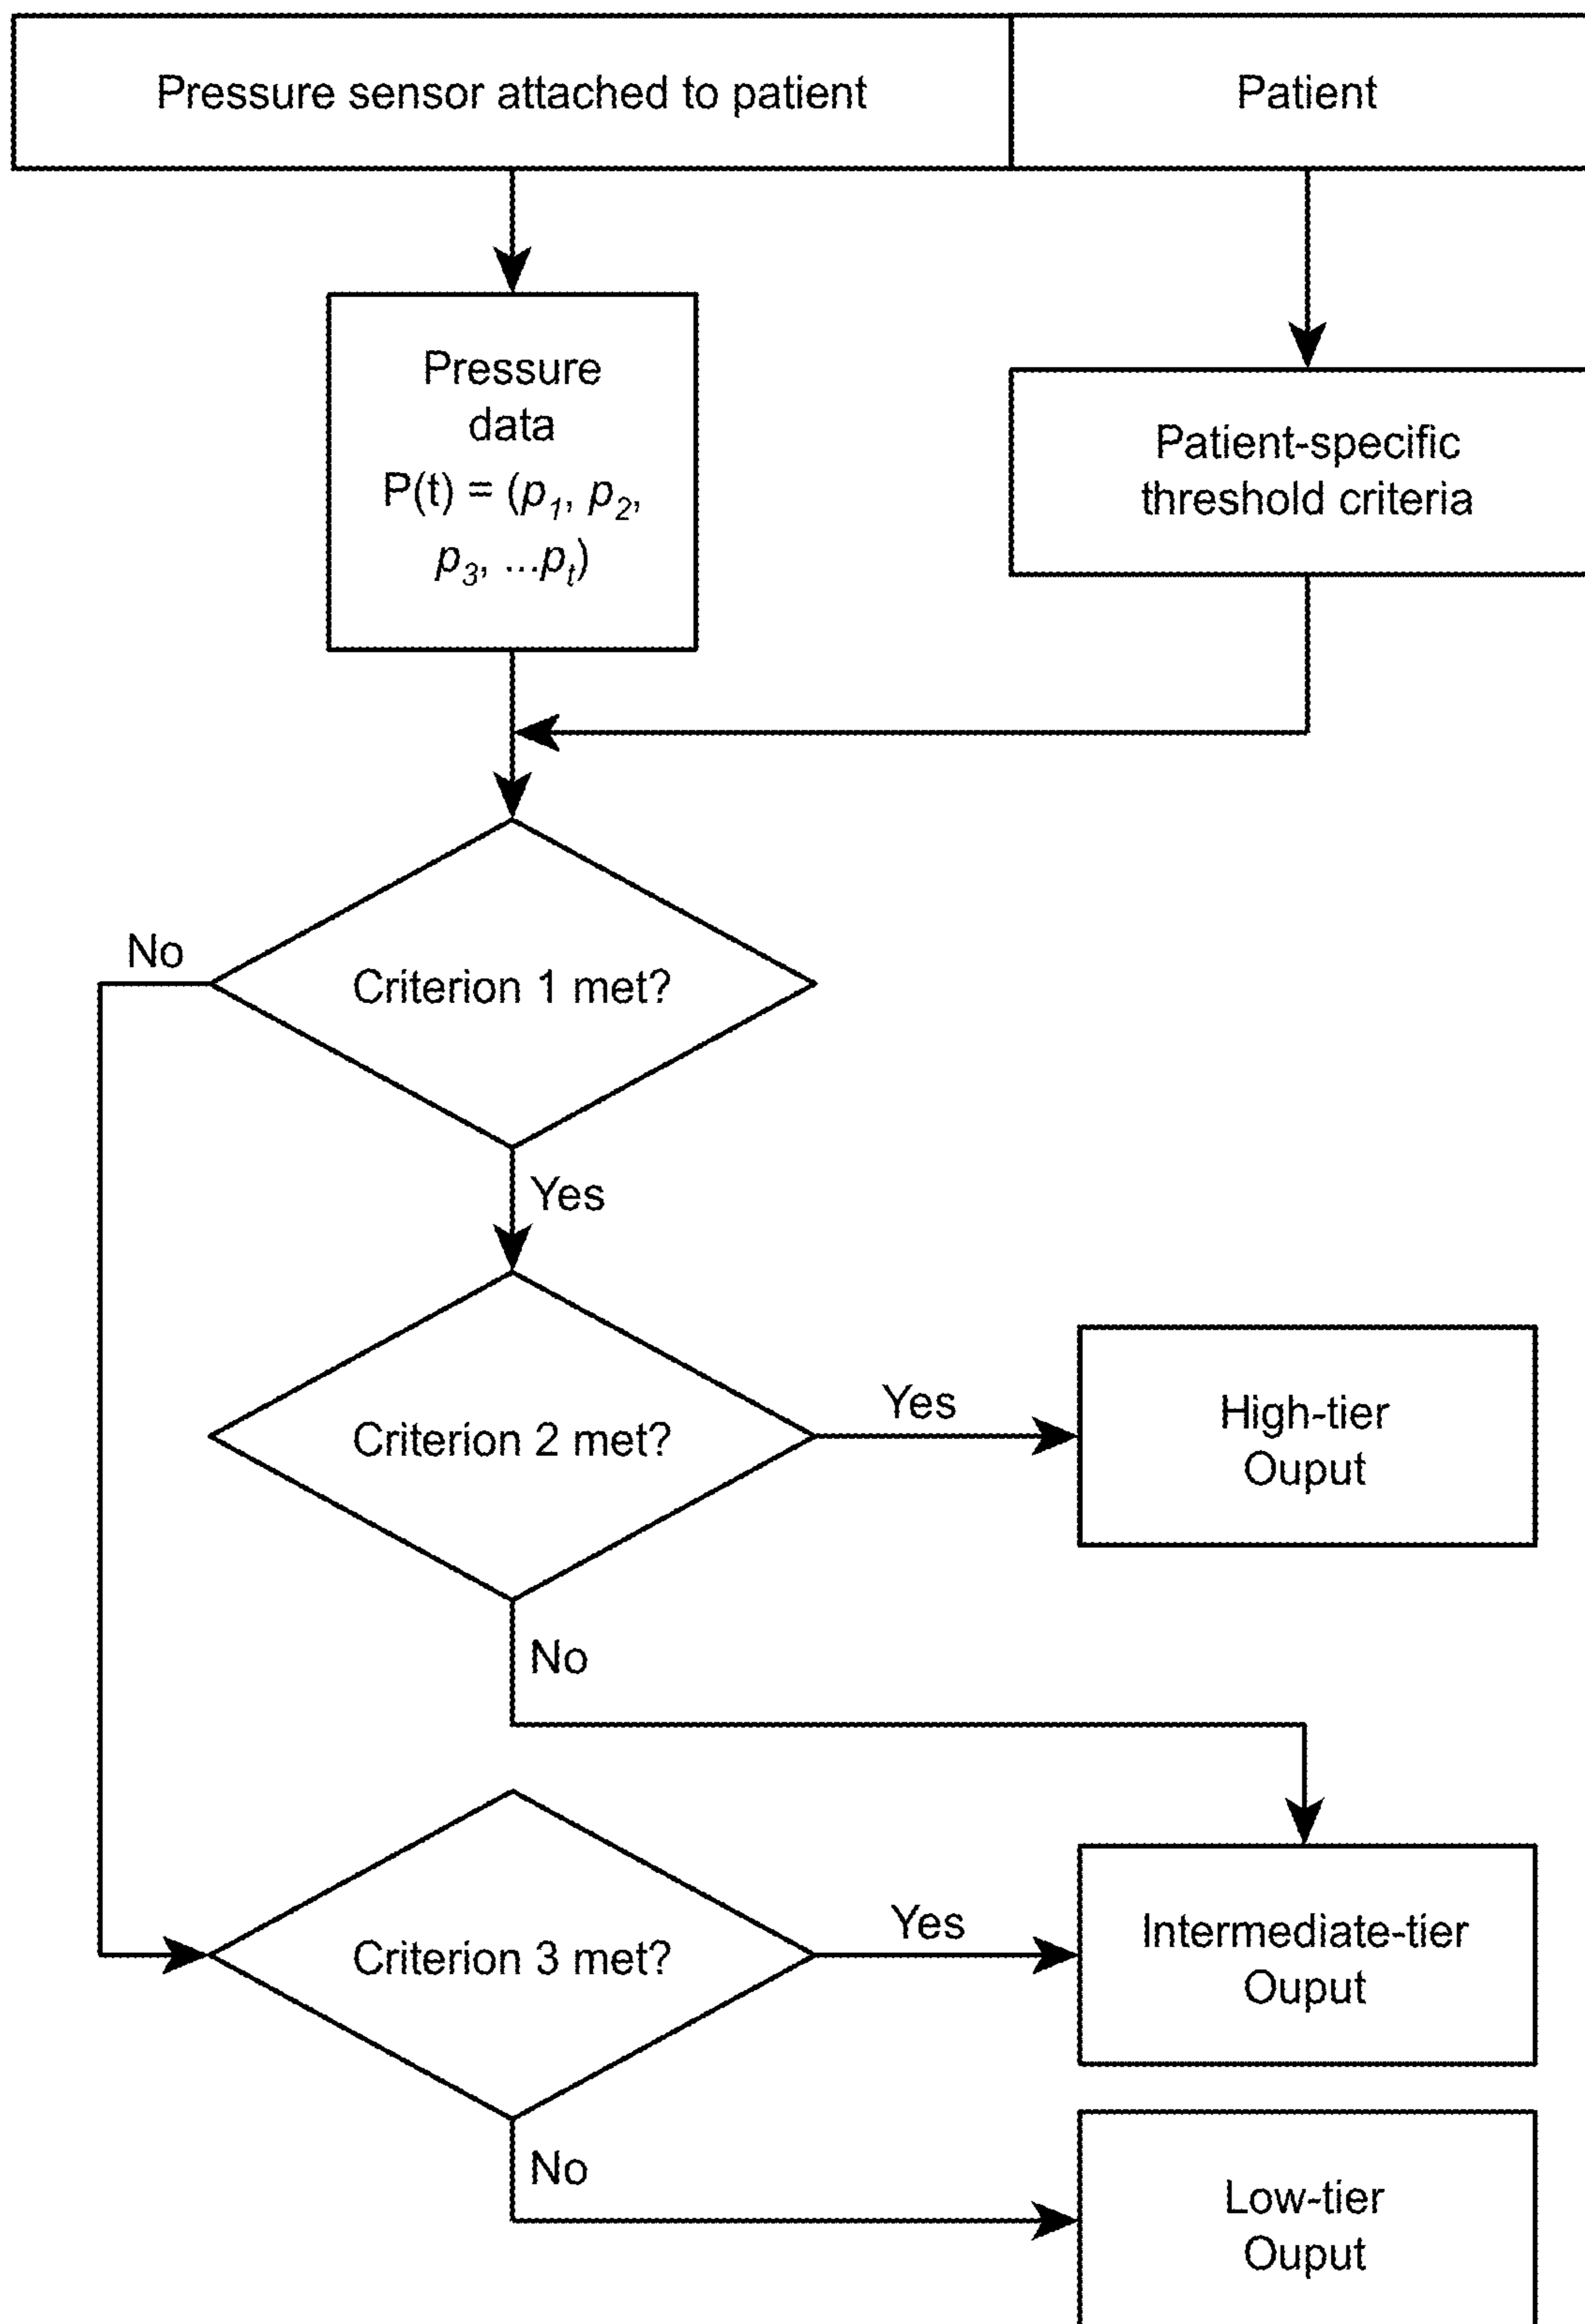 Pressure sensor attached to patient
Patient
Pressure
data
P(t) = (p1, p2,
p3, ...pt)
Patient-specific
threshold criteria
No
Criterion 1 met?
Yes
Criterion 2 met?
Yes
High-tier
Ouput
No
Criterion 3 met?
Yes
Intermediate-tier
Ouput
No
Low-tier
Ouput